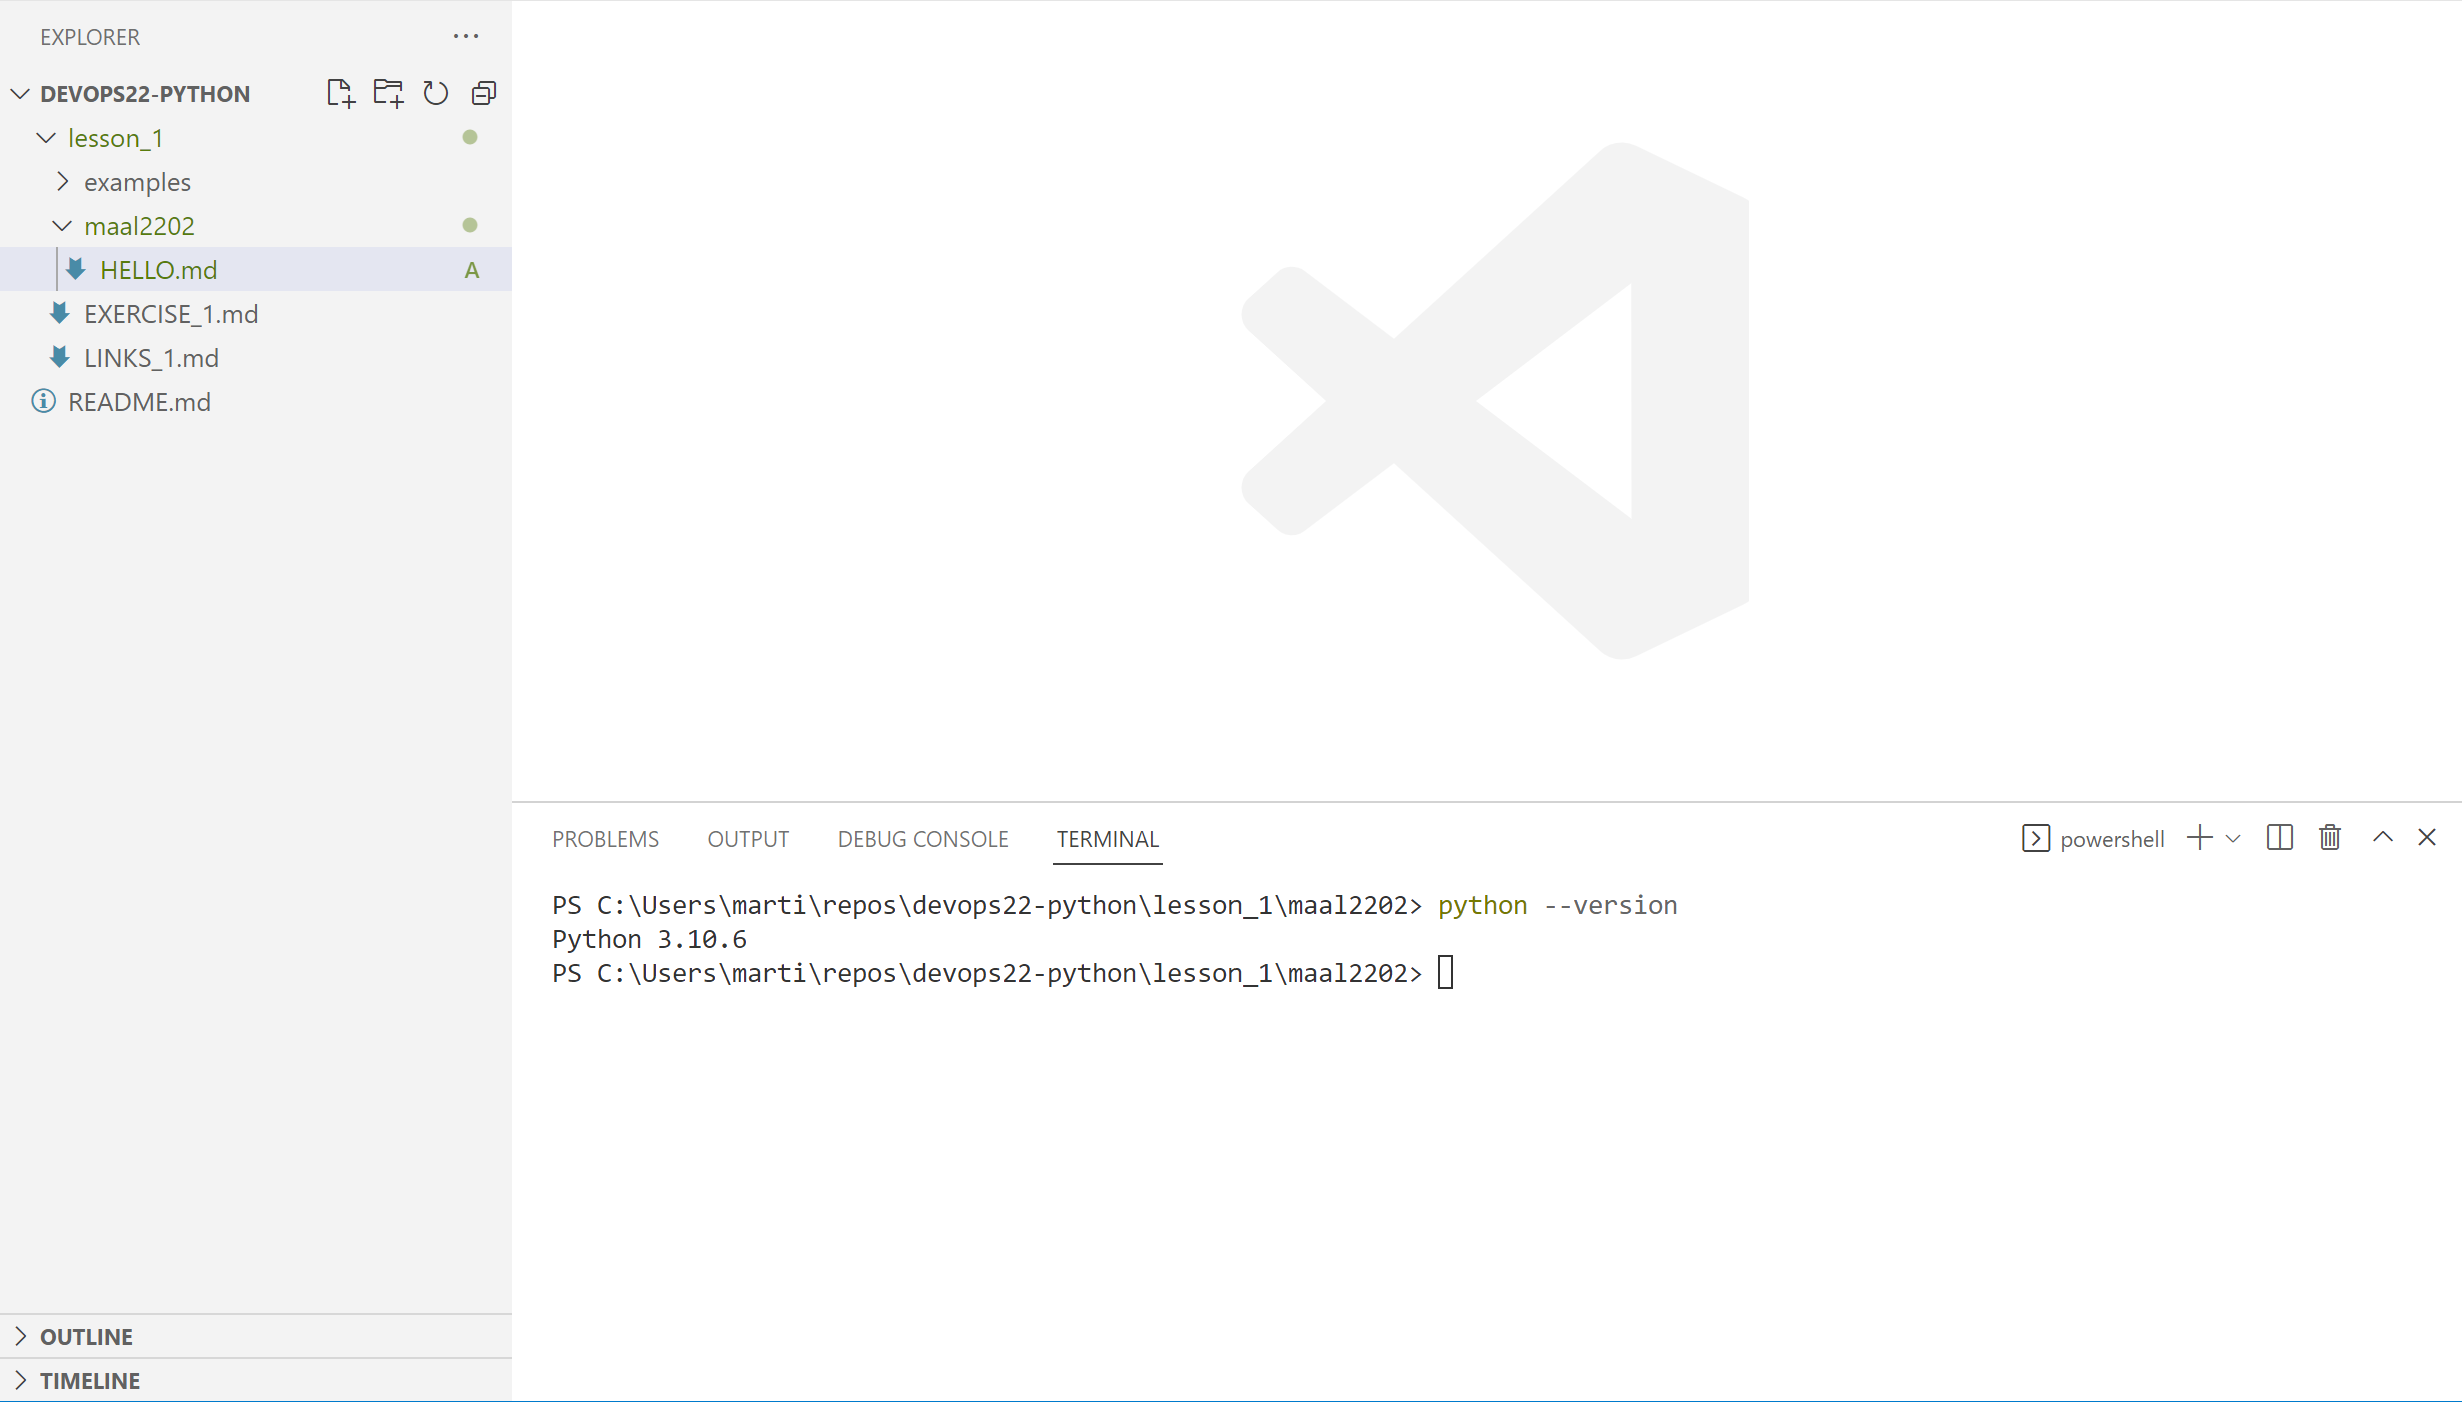 EXPLORER
DEVOPS22-PYTHON
lesson_1
examples
maal2202
HELLO.md A
EXERCISE_1.md
LINKS_1.md
README.md
OUTLINE
TIMELINE
PROBLEMS OUTPUT DEBUG CONSOLE TERMINAL powershell
PS C:\Users\marti\repos\devops22-python\lesson_1\maal2202> python --version
Python 3.10.6
PS C:\Users\marti\repos\devops22-python\lesson_1\maal2202>